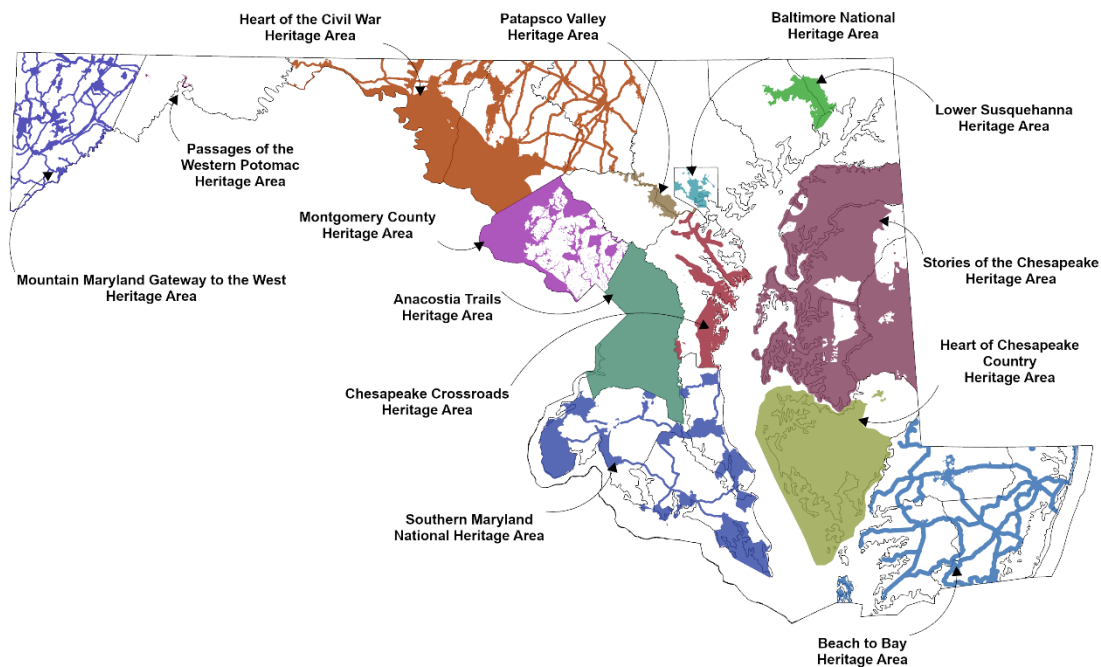 Heart of the Civil War
Heritage Area
Patapsco Valley
Heritage Area
Baltimore National
Heritage Area
Lower Susquehanna
Heritage Area
Passages of the
Western Potomac
Heritage Area
Montgomery County
Heritage Area
Mountain Maryland Gateway to the West
Heritage Area
Stories of the Chesapeake
Heritage Area
Anacostia Trails
Heritage Area
Heart of Chesapeake
Country
Heritage Area
Chesapeake Crossroads
Heritage Area
Southern Maryland
National Heritage Area
Beach to Bay
Heritage Area